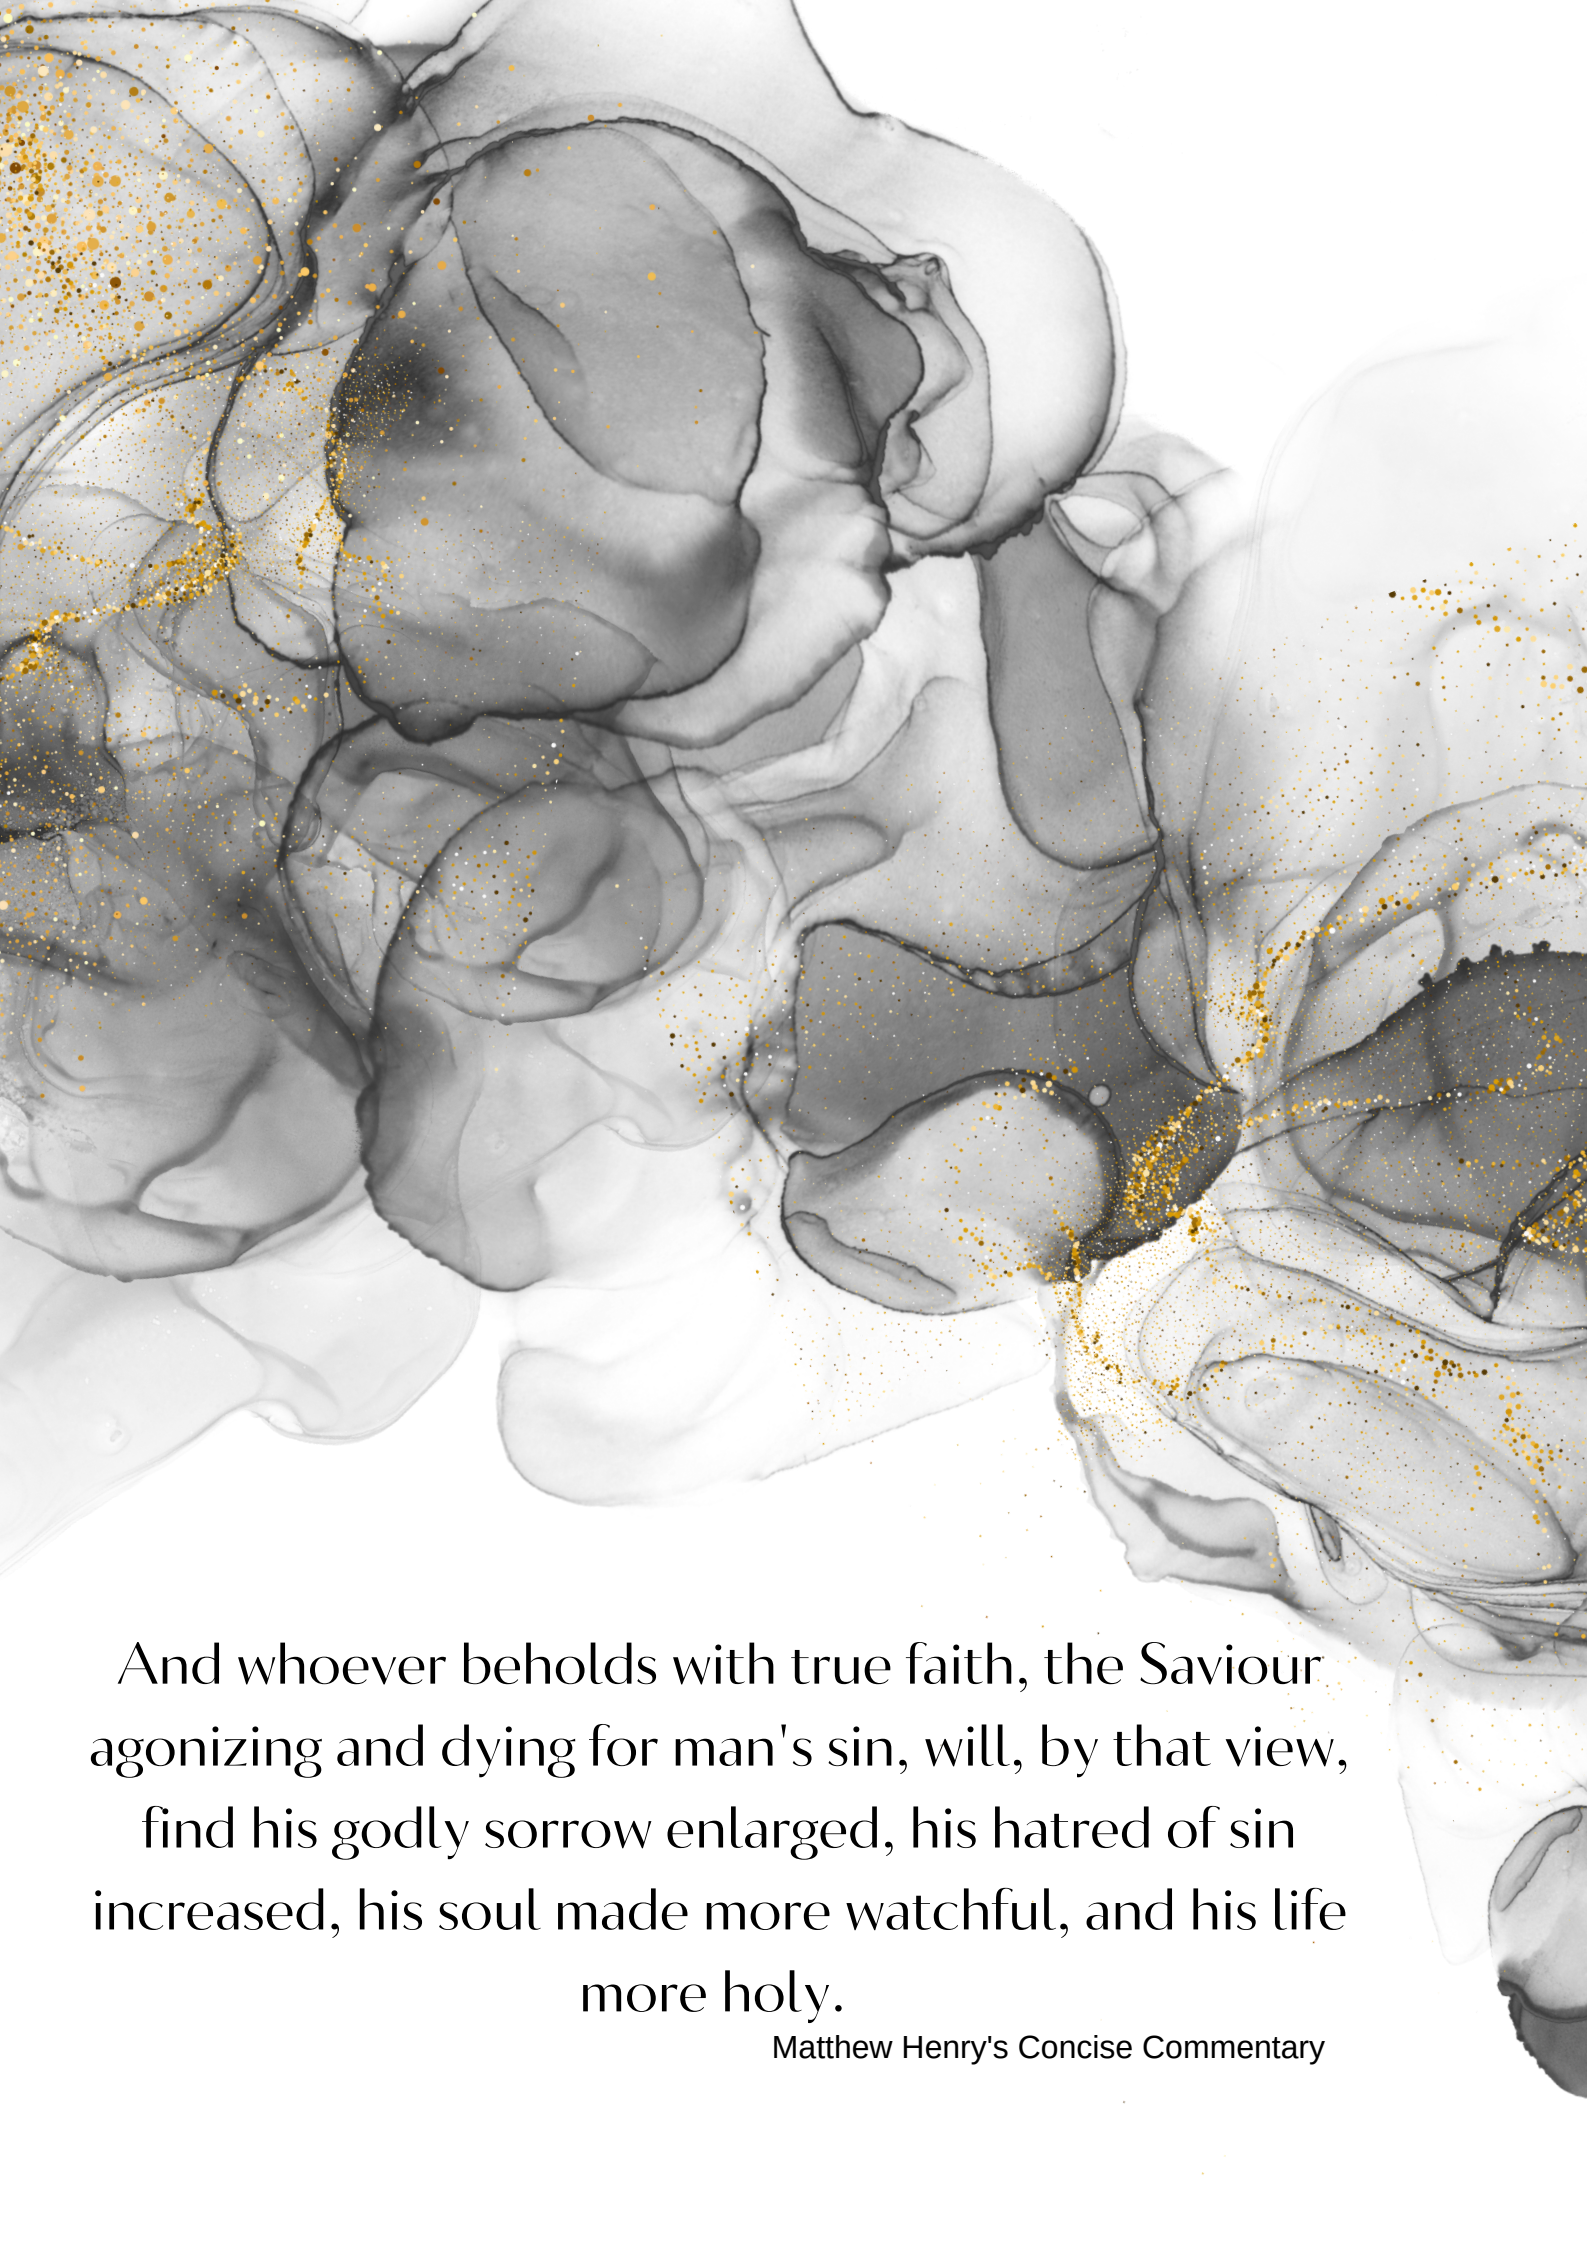 And whoever beholds with true faith, the Saviour
agonizing and dying for man's sin, will, by that view,
find his godly sorrow enlarged, his hatred of sin
increased, his soul made more watchful, and his life
more holy.
Matthew Henry's Concise Commentary